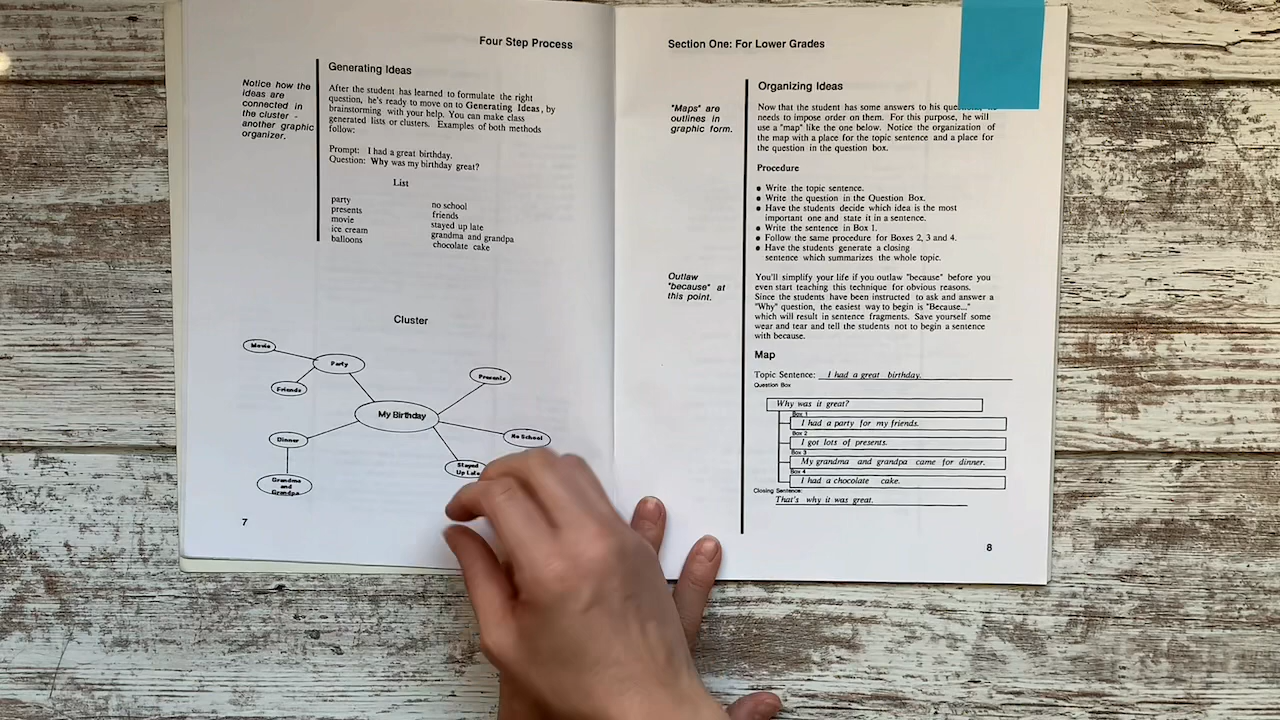 Four Step Process
Notice how the
ideas are
connected in
the cluster -
another graphic
organizer.
Generating Ideas
After the student has learned to formulate the right
question, he's ready to move on to Generating Ideas, by
brainstorming with your help. You can make class
generated lists or clusters. Examples of both methods
follow:
Prompt: I had a great birthday.
Question: Why was my birthday great?
List
party
presents
movie
ice cream
balloons
no school
friends
stayed up late
grandma and grandpa
chocolate cake
Cluster
Movie
Party
Friends
Presents
My Birthday
Dinner
No School
Stayed
Up Late
Grandma
and
Grandpa
7
Section One: For Lower Grades
"Maps" are
outlines in
graphic form.
Organizing Ideas
Now that the student has some answers to his
needs to impose order on them. For this purpose, he will
use a "map" like the one below. Notice the organization of
the map with a place for the topic sentence and a place for
the question in the question box.
Procedure
• Write the topic sentence.
• Write the question in the Question Box.
• Have the students decide which idea is the most
important one and state it in a sentence.
• Write the sentence in Box 1.
• Follow the same procedure for Boxes 2, 3 and 4.
• Have the students generate a closing
sentence which summarizes the whole topic.
Outlaw
"because" at
this point.
You'll simplify your life if you outlaw "because" before you
even start teaching this technique for obvious reasons.
Since the students have been instructed to ask and answer a
"Why" question, the easiest way to begin is "Because..."
which will result in sentence fragments. Save yourself some
wear and tear and tell the students not to begin a sentence
with because.
Map
Topic Sentence: I had a great birthday.
Question Box
Why was it great?
Box 1
I had a party for my friends.
Box 2
I got lots of presents.
Box 3
My grandma and grandpa came for dinner.
Box 4
I had a chocolate cake.
Closing Sentence:
That's why it was great.
8